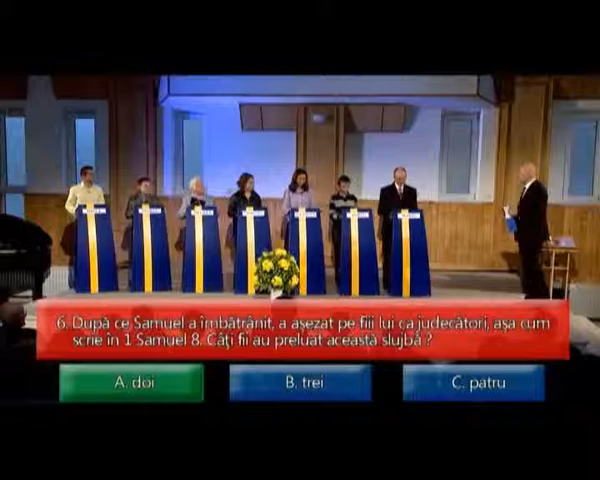 6. După ce Samuel a îmbătrânit, a așezat pe fiii lui ca judecători, așa cum
scrie în 1 Samuel 8. Câți fii au preluat această slujbă ?
A. doi
B. trei
C. patru